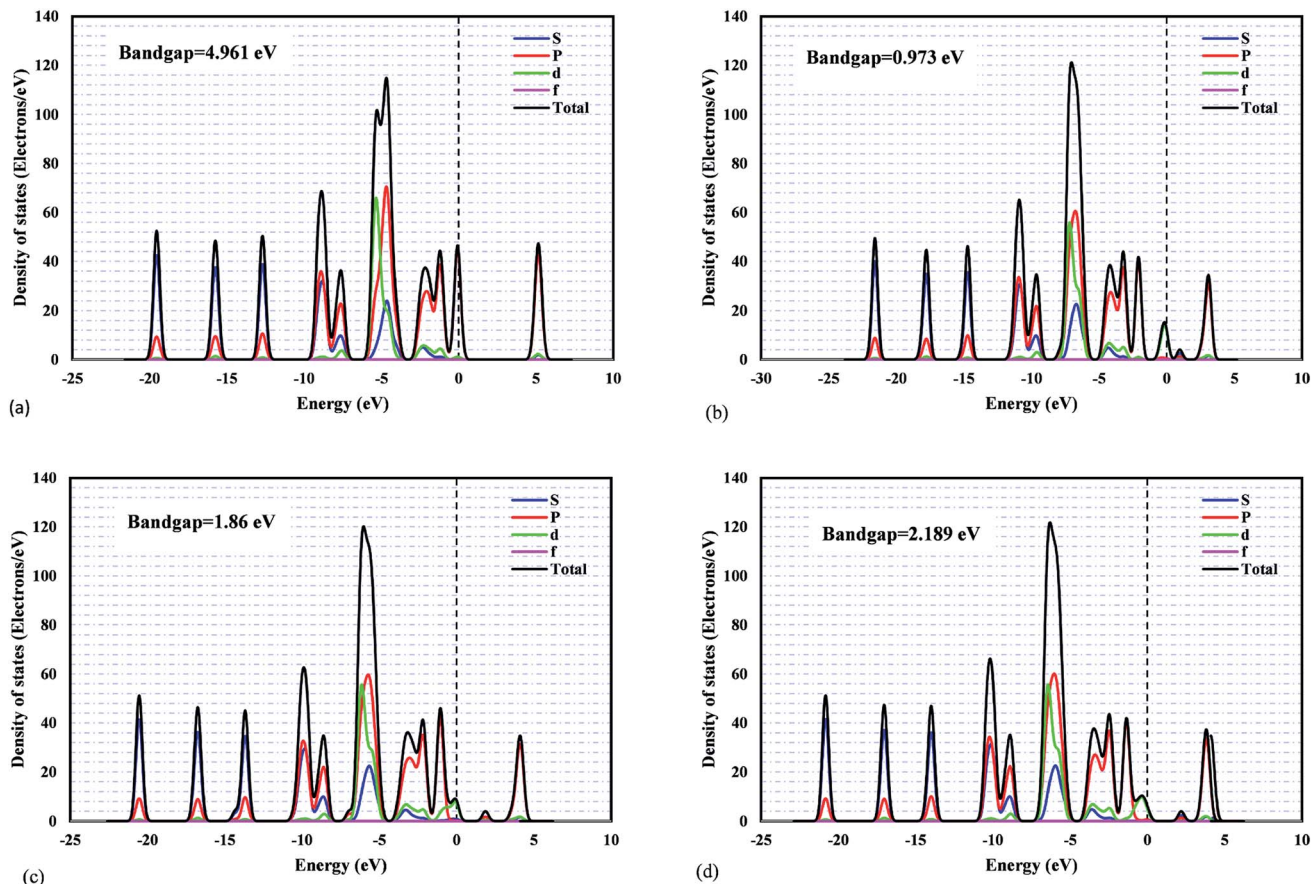 140
120
100
80
60
40
20
0
Density of states (Electrons/eV)
Bandgap=4.961 eV
S
P
d
f
Total
-25 -20 -15 -10 -5 0 5 10
Energy (eV)
(a)
140
120
100
80
60
40
20
0
Density of states (Electrons/eV)
Bandgap=0.973 eV
S
P
d
f
Total
-30 -25 -20 -15 -10 -5 0 5 10
Energy (eV)
(b)
140
120
100
80
60
40
20
0
Density of states (Electrons/eV)
Bandgap=1.86 eV
S
P
d
f
Total
-25 -20 -15 -10 -5 0 5 10
Energy (eV)
(c)
140
120
100
80
60
40
20
0
Density of states (Electrons/eV)
Bandgap=2.189 eV
S
P
d
f
Total
-25 -20 -15 -10 -5 0 5 10
Energy (eV)
(d)